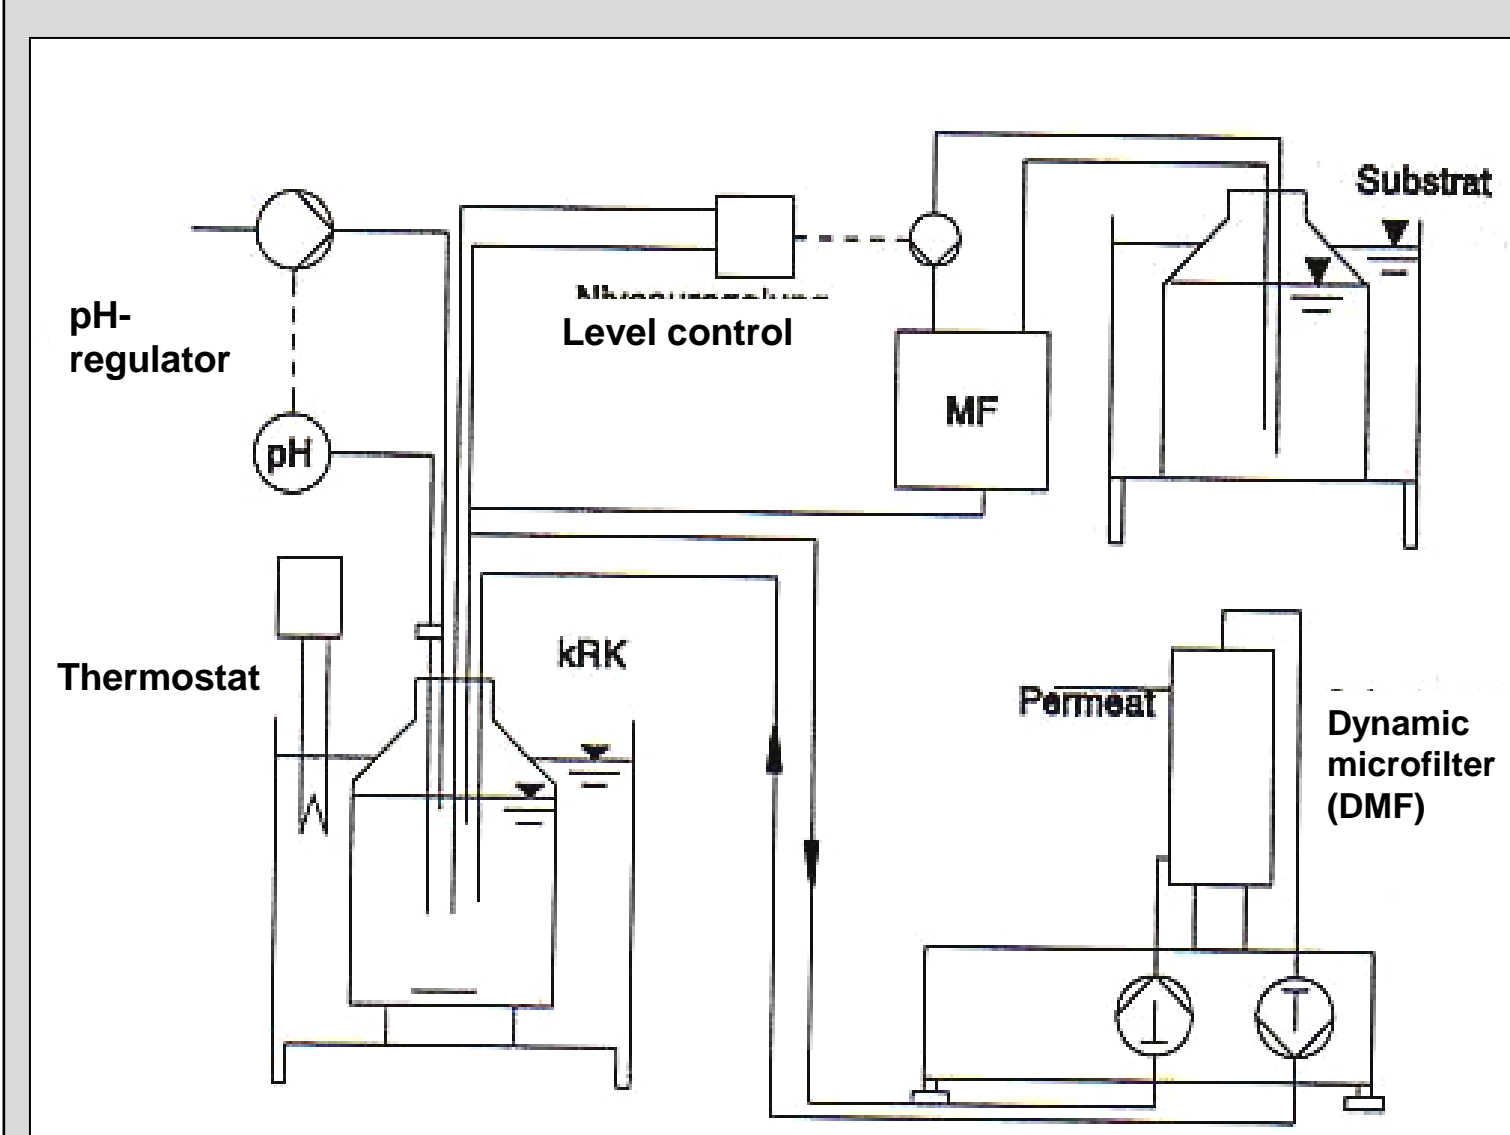 Substrat
pH-
regulator
Level control
MF
pH
kRK
Thermostat
Permeat
Dynamic
microfilter
(DMF)